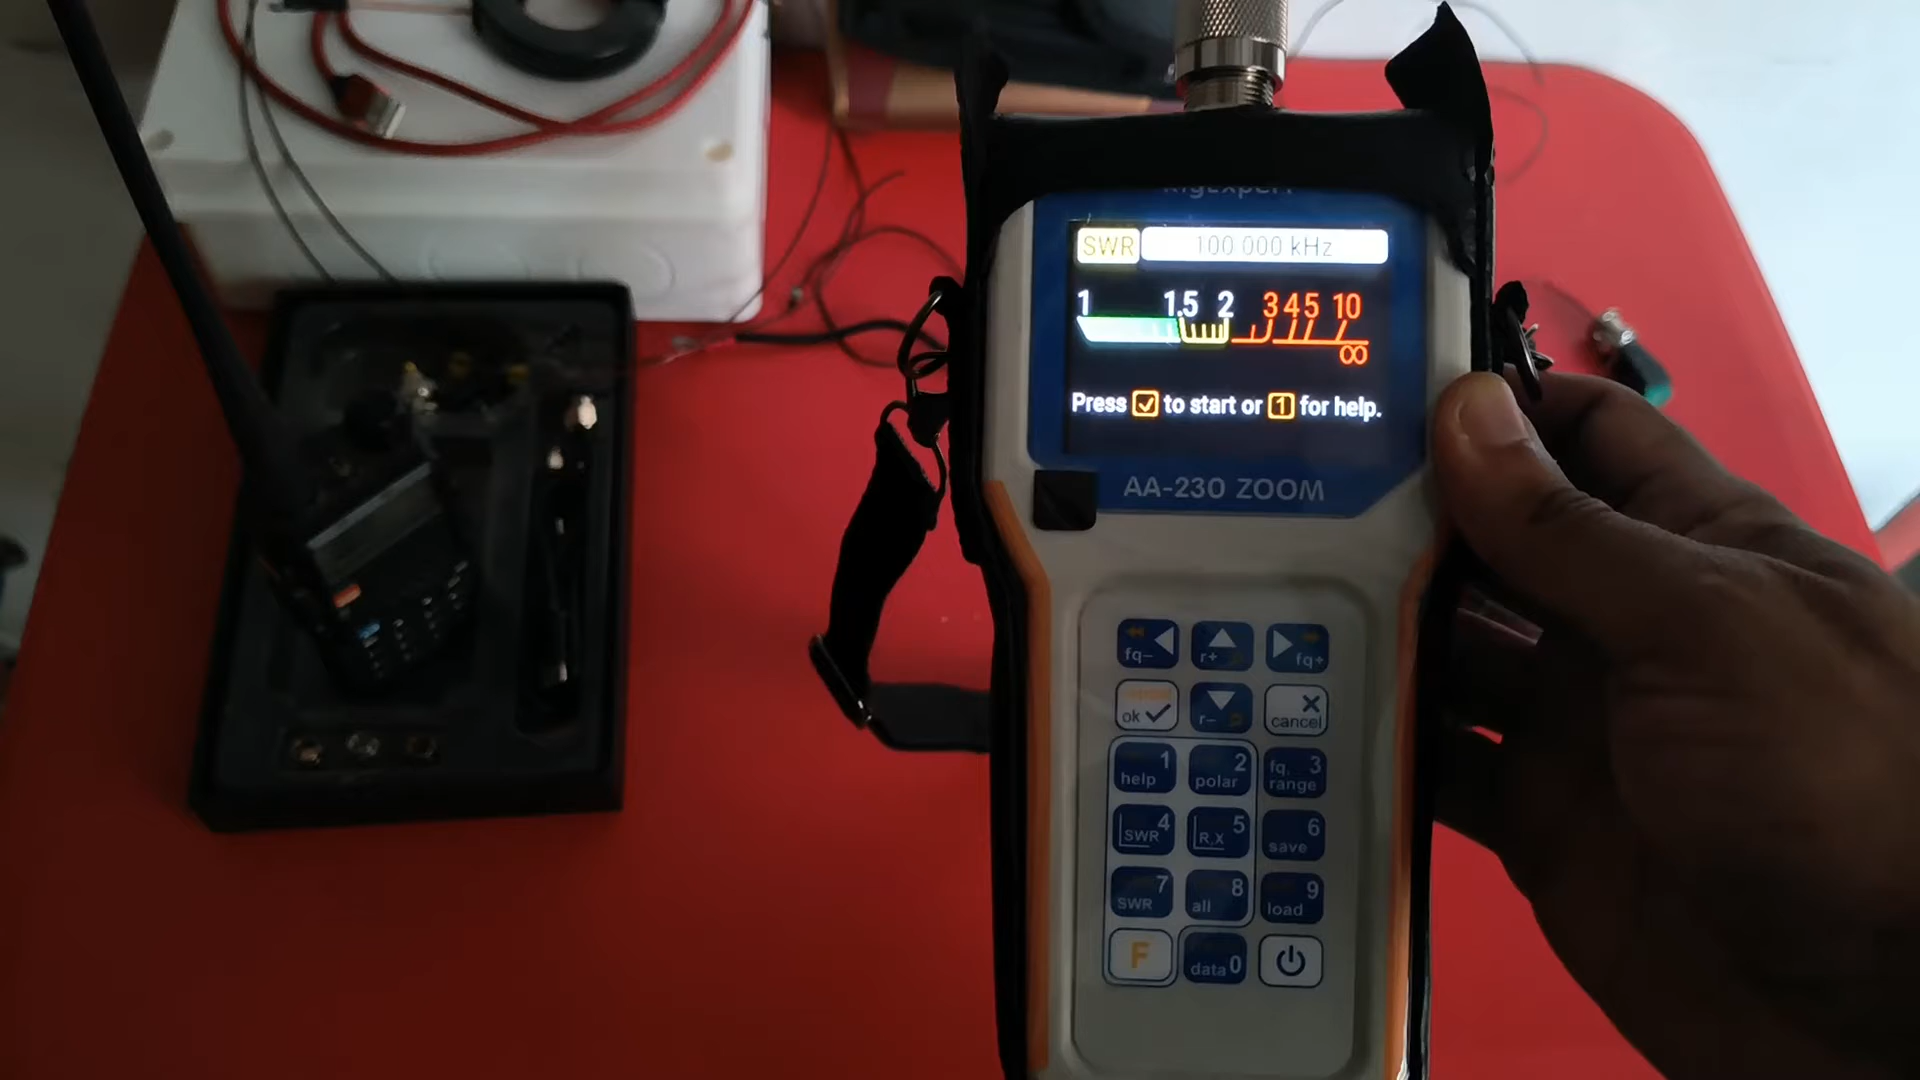 RigExpert
SWR 100 000 kHz
1 1.5 2 3 4 5 10
∞
Press ✓ to start or 1 for help.
AA-230 ZOOM
fq– r+ fq+
ok r– cancel
1 help 2 polar 3 fq. range
4 SWR 5 R,X 6 save
7 SWR 8 all 9 load
F data 0